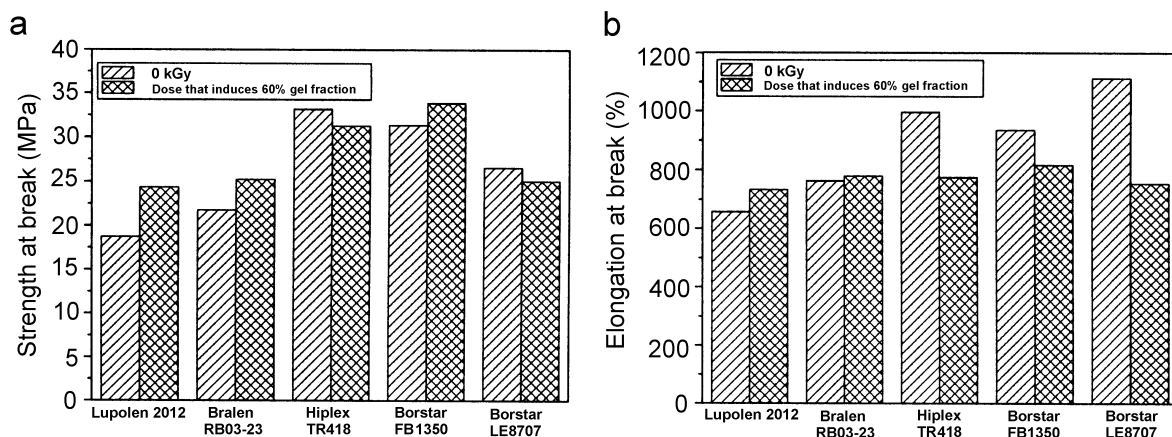 a
Strength at break (MPa)
40
35
30
25
20
15
10
5
0
0 kGy
Dose that induces 60% gel fraction
Lupolen 2012
Bralen
RB03-23
Hiplex
TR418
Borstar
FB1350
Borstar
LE8707
b
Elongation at break (%)
1200
1000
800
600
400
200
0
0 kGy
Dose that induces 60% gel fraction
Lupolen 2012
Bralen
RB03-23
Hiplex
TR418
Borstar
FB1350
Borstar
LE8707